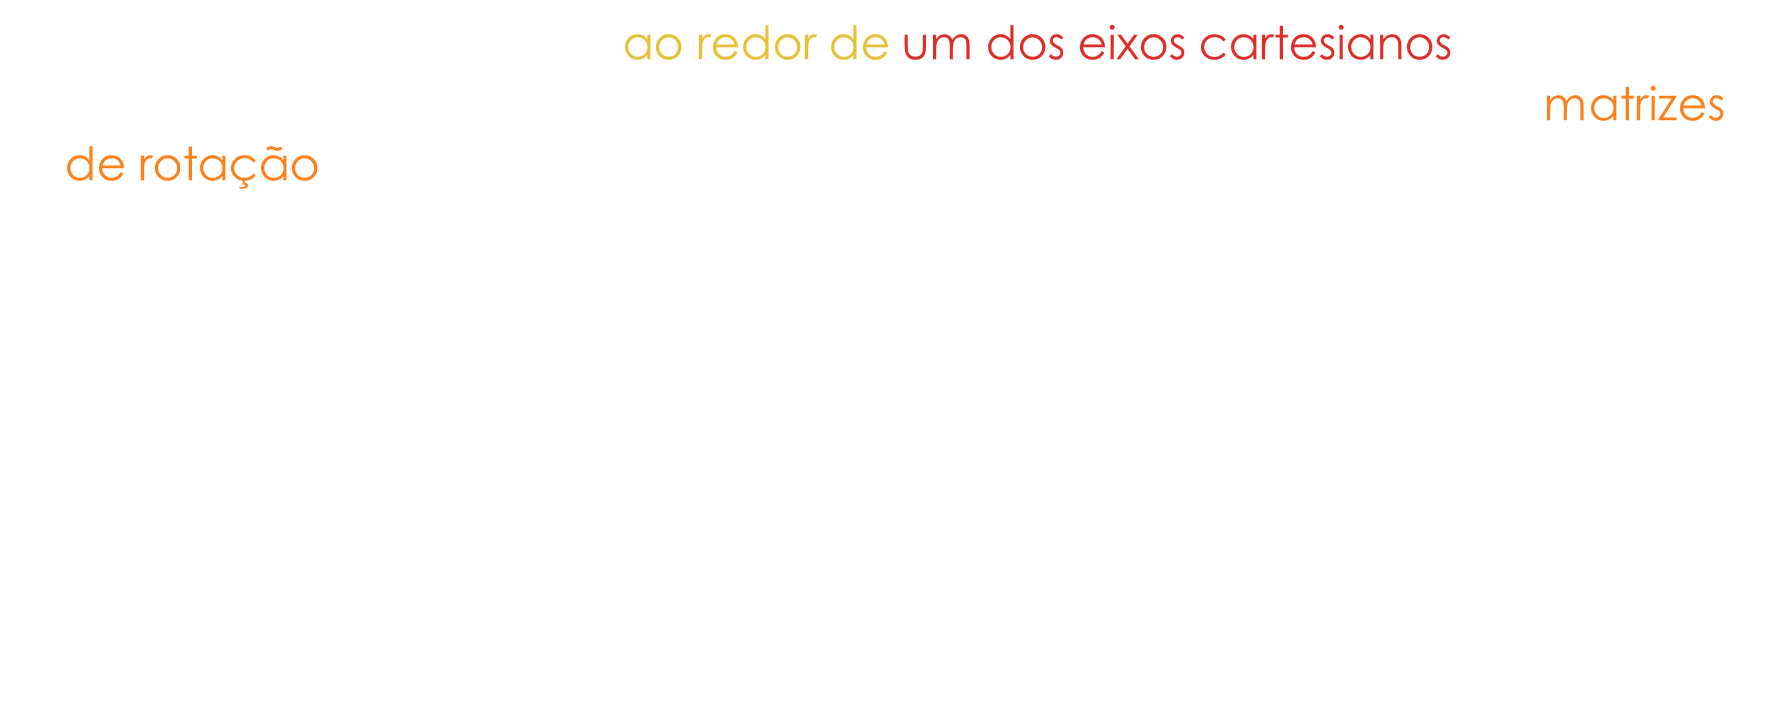 ao redor de um dos eixos cartesianos
matrizes
de rotação